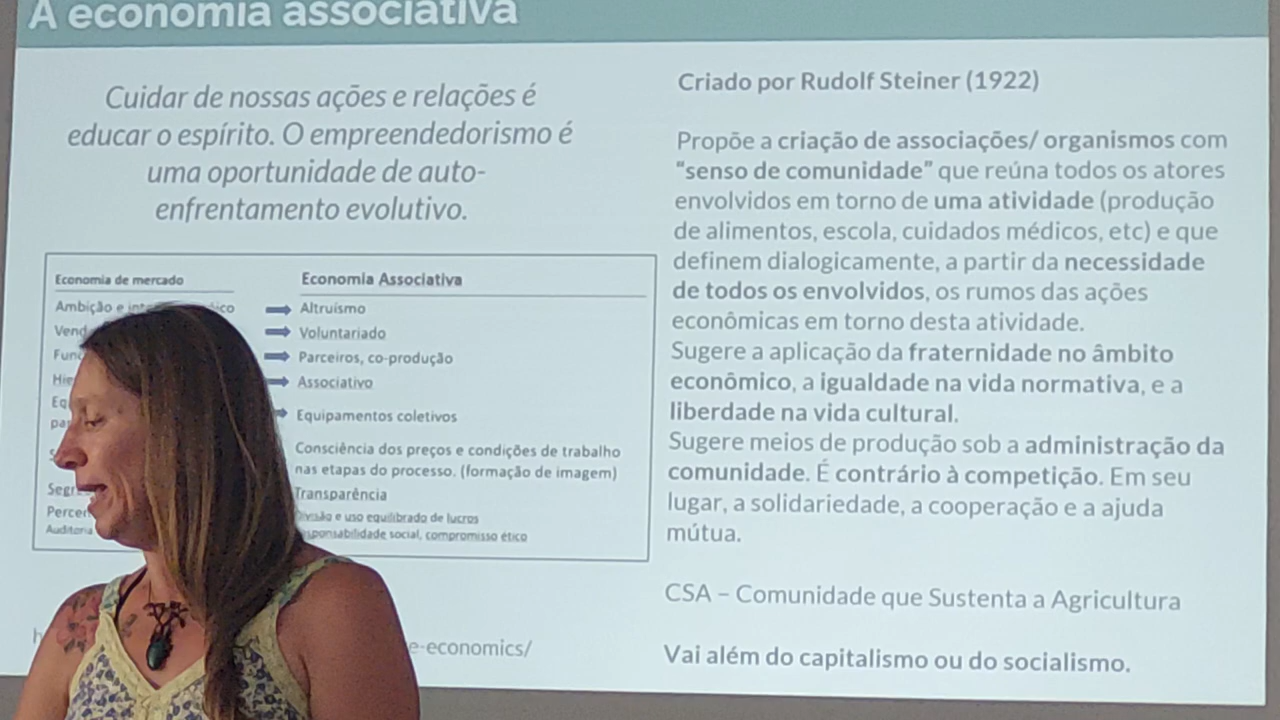 A economia associativa
Cuidar de nossas ações e relações é
educar o espírito. O empreendedorismo é
uma oportunidade de auto-
enfrentamento evolutivo.
Economia de mercado
Economia Associativa
Ambição e
Altruísmo
Voluntariado
Parceiros, co-produção
Associativo
Equipamentos coletivos
Consciência dos preços e condições de trabalho
nas etapas do processo. (formação de imagem)
Transparência
Divisão e uso equilibrado de lucros
Auditoria
responsabilidade social, compromisso ético
e-economics/
Criado por Rudolf Steiner (1922)
Propõe a criação de associações/ organismos com
“senso de comunidade” que reúna todos os atores
envolvidos em torno de uma atividade (produção
de alimentos, escola, cuidados médicos, etc) e que
definem dialogicamente, a partir da necessidade
de todos os envolvidos, os rumos das ações
econômicas em torno desta atividade.
Sugere a aplicação da fraternidade no âmbito
econômico, a igualdade na vida normativa, e a
liberdade na vida cultural.
Sugere meios de produção sob a administração da
comunidade. É contrário à competição. Em seu
lugar, a solidariedade, a cooperação e a ajuda
mútua.
CSA – Comunidade que Sustenta a Agricultura
Vai além do capitalismo ou do socialismo.